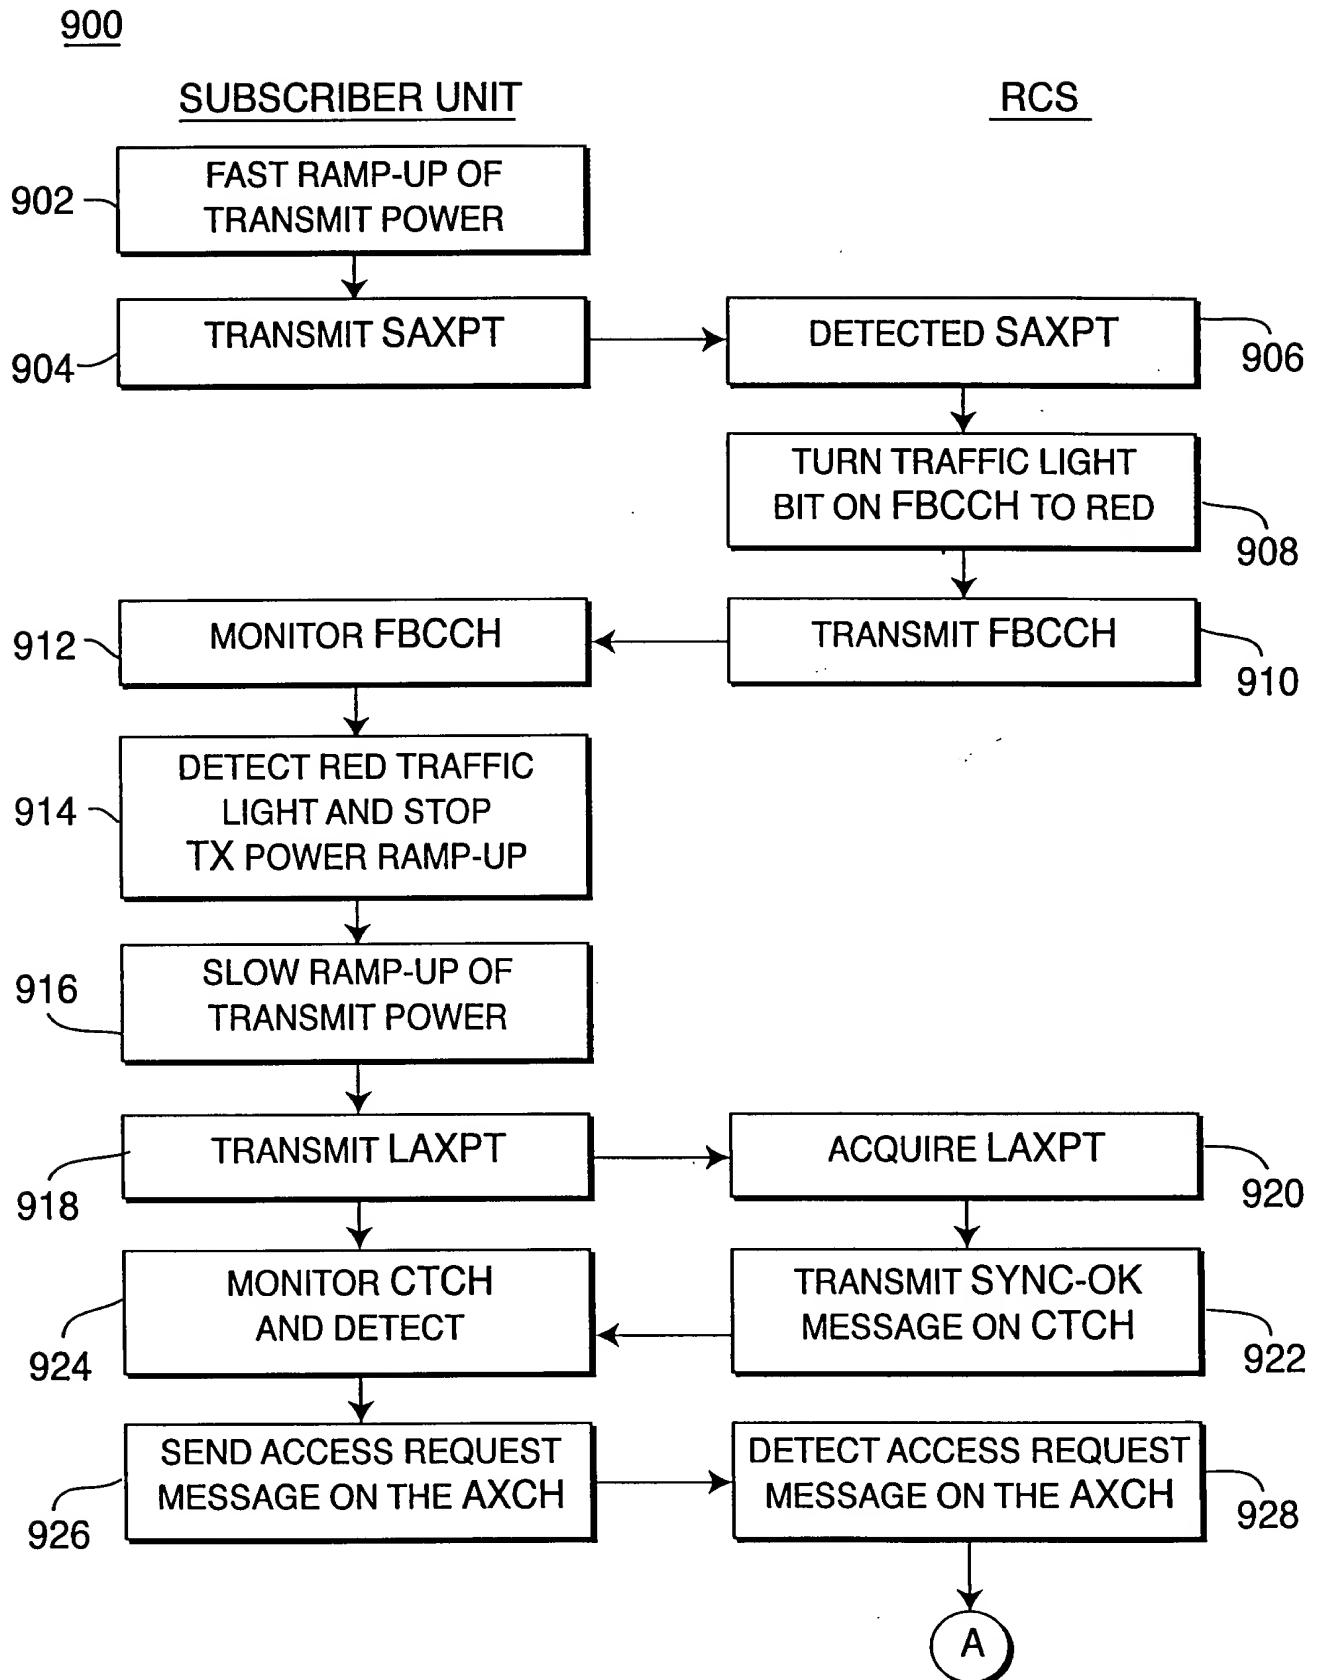 900
SUBSCRIBER UNIT
RCS
902
FAST RAMP-UP OF
TRANSMIT POWER
904
TRANSMIT SAXPT
DETECTED SAXPT
906
TURN TRAFFIC LIGHT
BIT ON FBCCH TO RED
908
912
MONITOR FBCCH
TRANSMIT FBCCH
910
914
DETECT RED TRAFFIC
LIGHT AND STOP
TX POWER RAMP-UP
916
SLOW RAMP-UP OF
TRANSMIT POWER
918
TRANSMIT LAXPT
ACQUIRE LAXPT
920
924
MONITOR CTCH
AND DETECT
TRANSMIT SYNC-OK
MESSAGE ON CTCH
922
926
SEND ACCESS REQUEST
MESSAGE ON THE AXCH
DETECT ACCESS REQUEST
MESSAGE ON THE AXCH
928
A